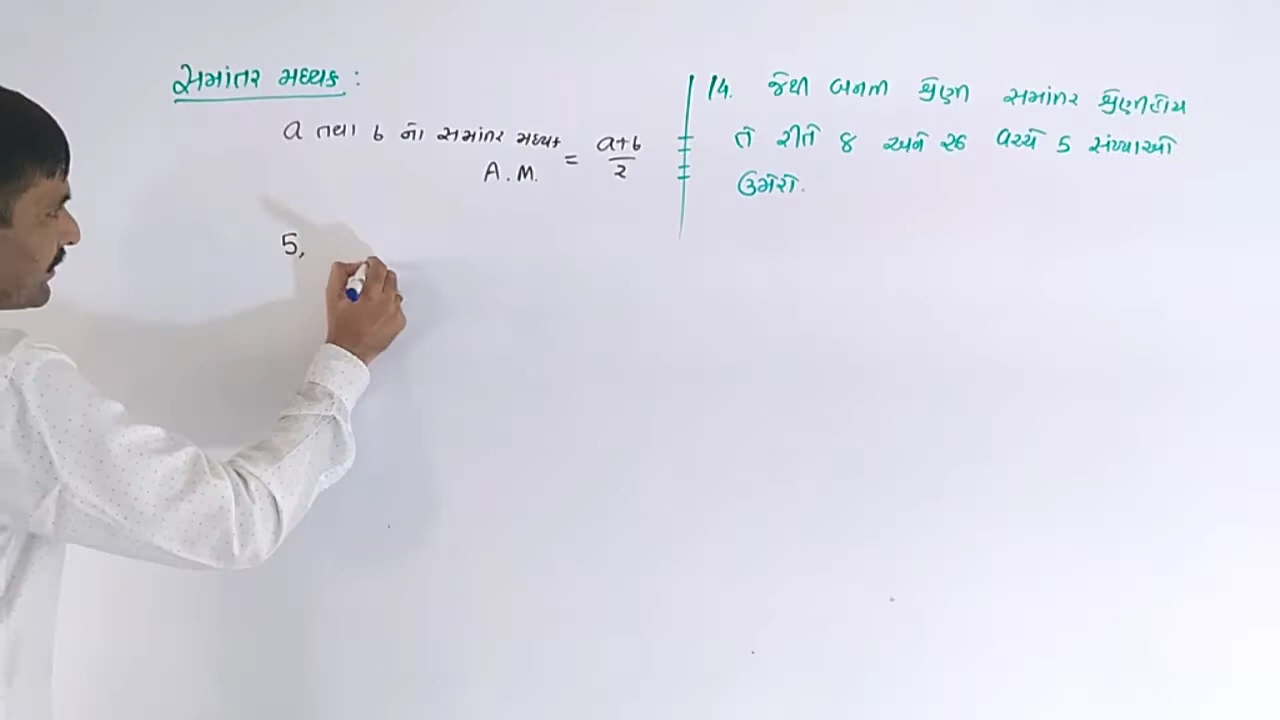 સમાંતર મધ્યક :
a તથા b નો સમાંતર મધ્યક
A.M. = a+b/2
5,
14. જેથી બનતી શ્રેણી સમાંતર શ્રેણીહોય
તે રીતે 8 અને 26 વચ્ચે 5 સંખ્યાઓ
ઉમેરો.